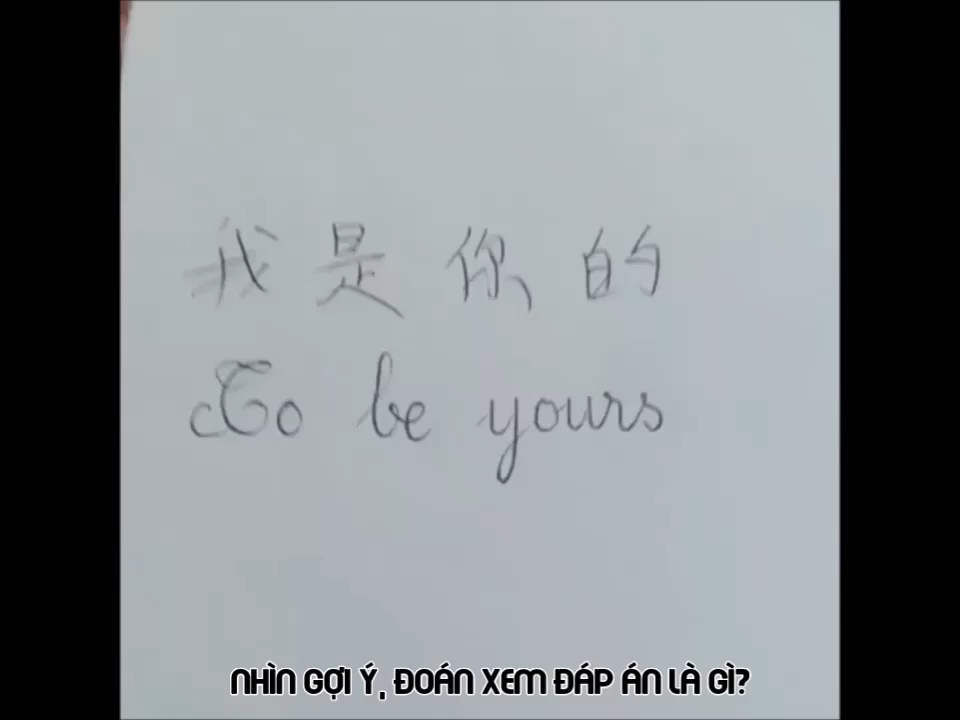 我是你的
To be yours
NHÌN GỢI Ý, ĐOÁN XEM ĐÁP ÁN LÀ GÌ?